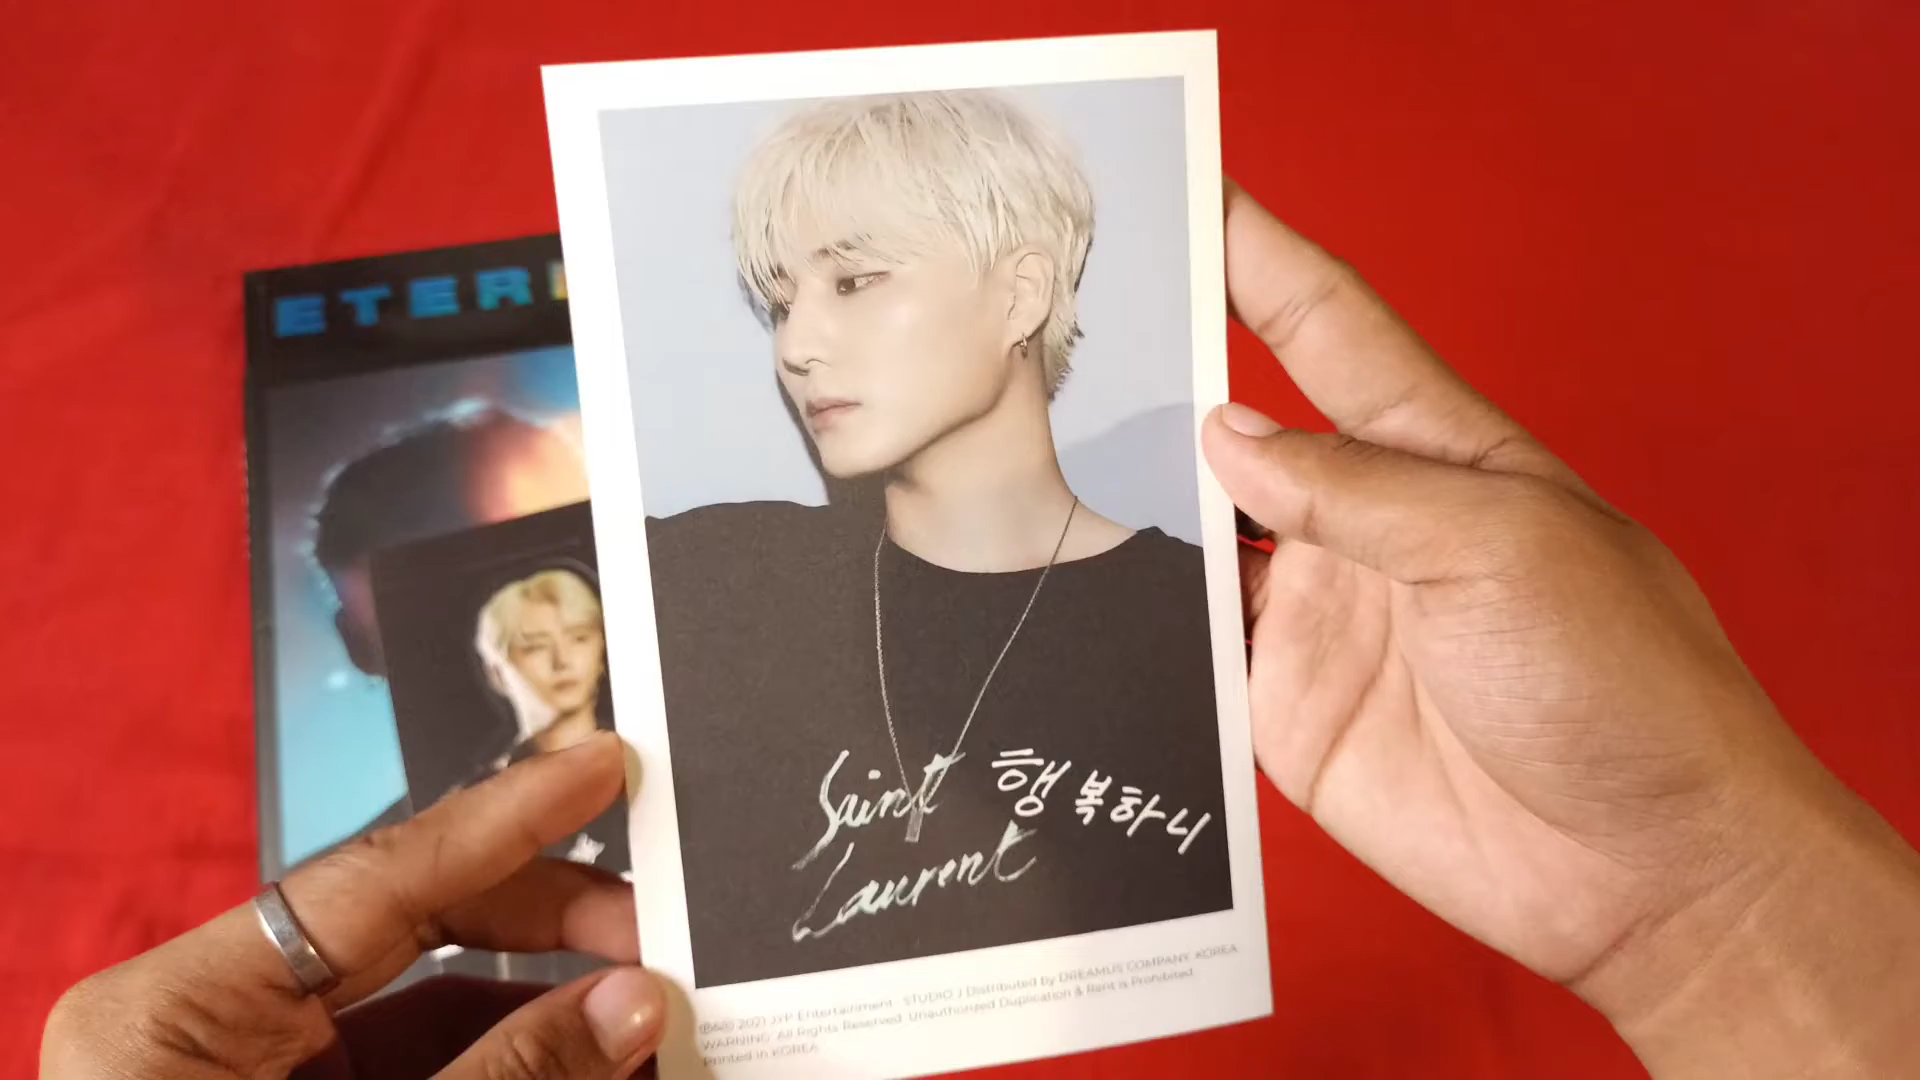 ETER
Saint 행복하니
Laurent
℗&© 2021 JYP Entertainment. STUDIO J Distributed by DREAMUS COMPANY. KOREA
WARNING: All Rights Reserved. Unauthorized Duplication & Rent is Prohibited.
Printed in KOREA